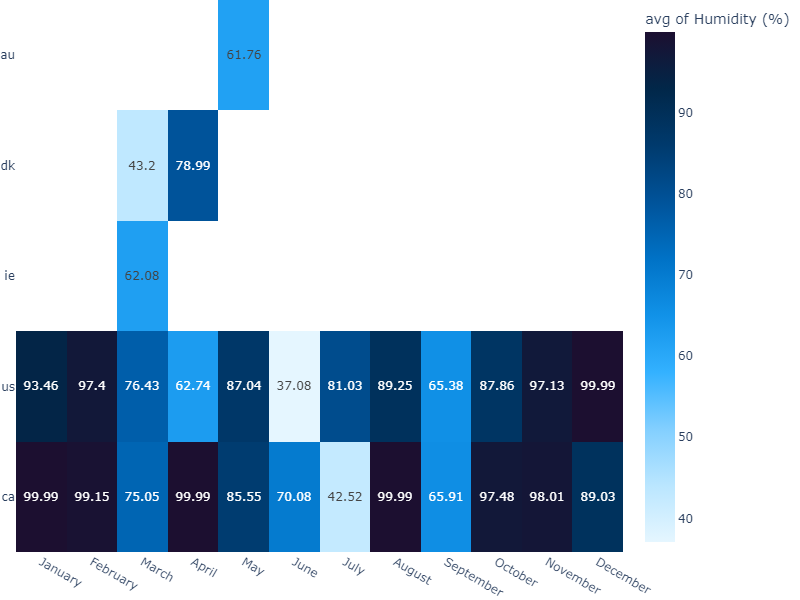 avg of Humidity (%)
au 61.76
dk 43.2 78.99
ie 62.08
us 93.46 97.4 76.43 62.74 87.04 37.08 81.03 89.25 65.38 87.86 97.13 99.99
ca 99.99 99.15 75.05 99.99 85.55 70.08 42.52 99.99 65.91 97.48 98.01 89.03
January February March April May June July August September October November December
90
80
70
60
50
40